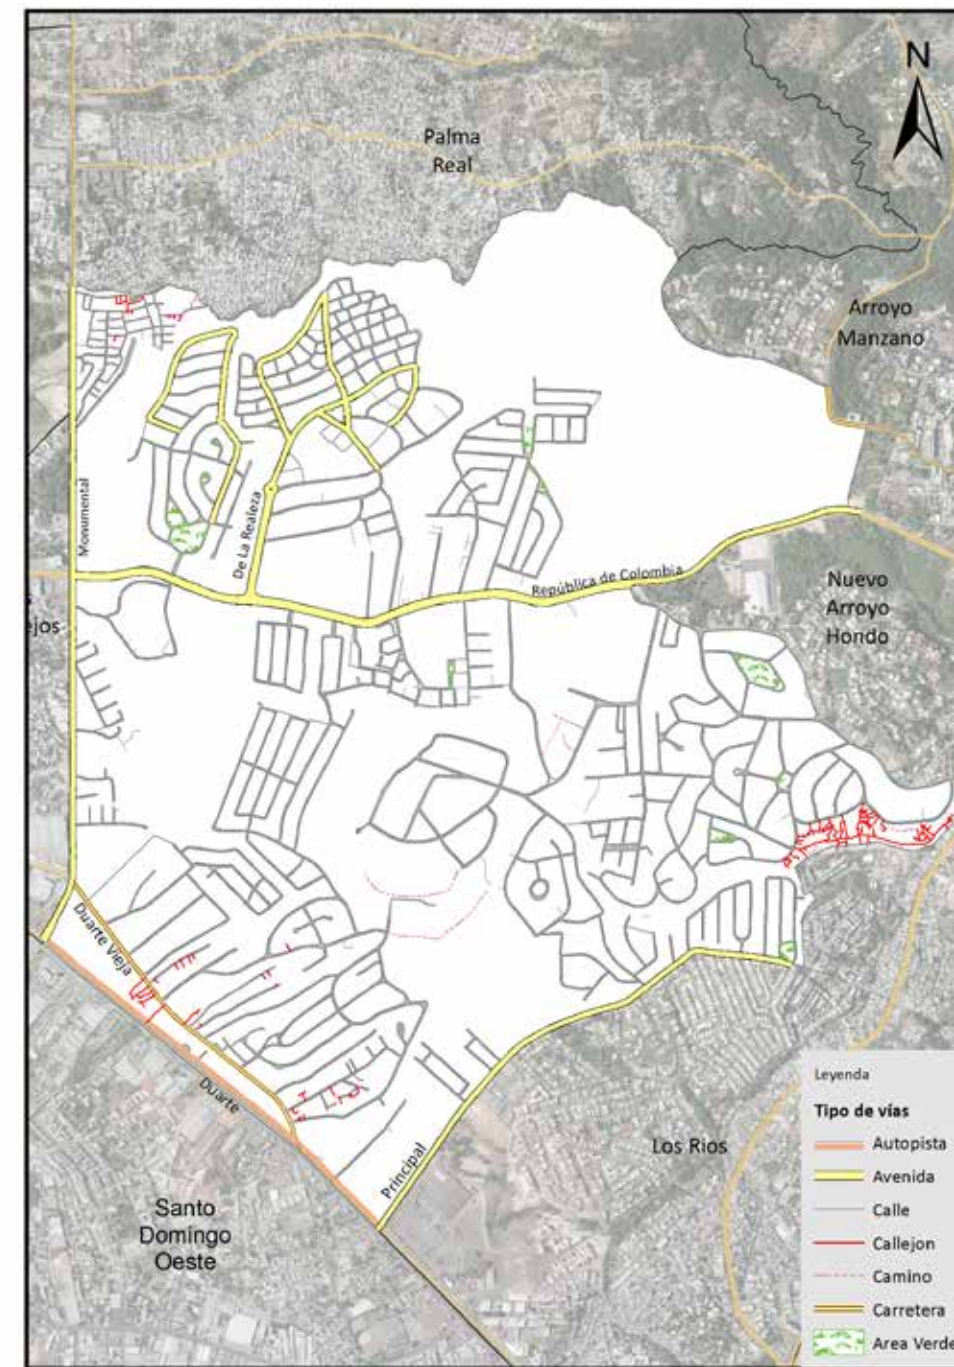 N
Palma
Real
Arroyo
Manzano
Monumental
De La Realeza
República de Colombia
Nuevo
Arroyo
Hondo
ejos
Duarte Vieja
Duarte
Principal
Los Rios
Santo
Domingo
Oeste
Leyenda
Tipo de vías
Autopista
Avenida
Calle
Callejon
Camino
Carretera
Area Verde